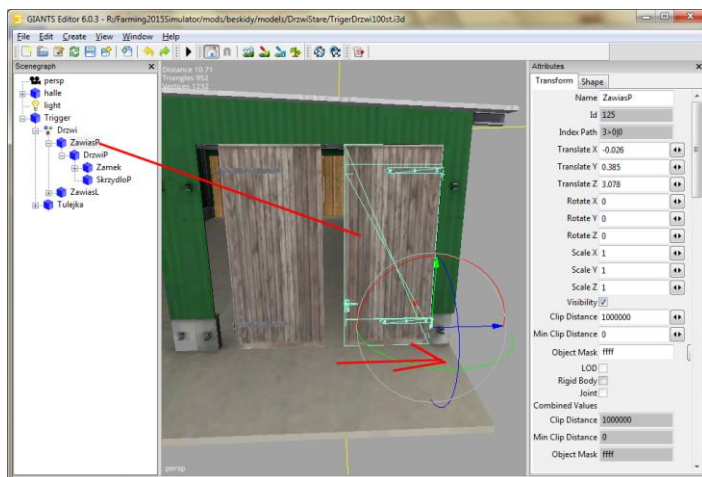 GIANTS Editor 6.0.3 - R:/Farming2015Simulator/mods/beskidy/models/DrzwiStare/TrigerDrzwi100st.i3d
File Edit Create View Window Help
Scenegraph x
persp
halle
light
Trigger
Drzwi
ZawiasP
DrzwiP
Zamek
SkrzydloP
ZawiasL
Tulejka
Distance 10.71
Triangles 952
Vertices 1232
persp
Attributes x
Transform Shape
Name ZawiasP
Id 125
Index Path 3>0|0
Translate X -0.026
Translate Y 0.385
Translate Z 3.078
Rotate X 0
Rotate Y 0
Rotate Z 0
Scale X 1
Scale Y 1
Scale Z 1
Visibility
Clip Distance 1000000
Min Clip Distance 0
Object Mask ffff
LOD
Rigid Body
Joint
Combined Values
Clip Distance 1000000
Min Clip Distance 0
Object Mask ffff